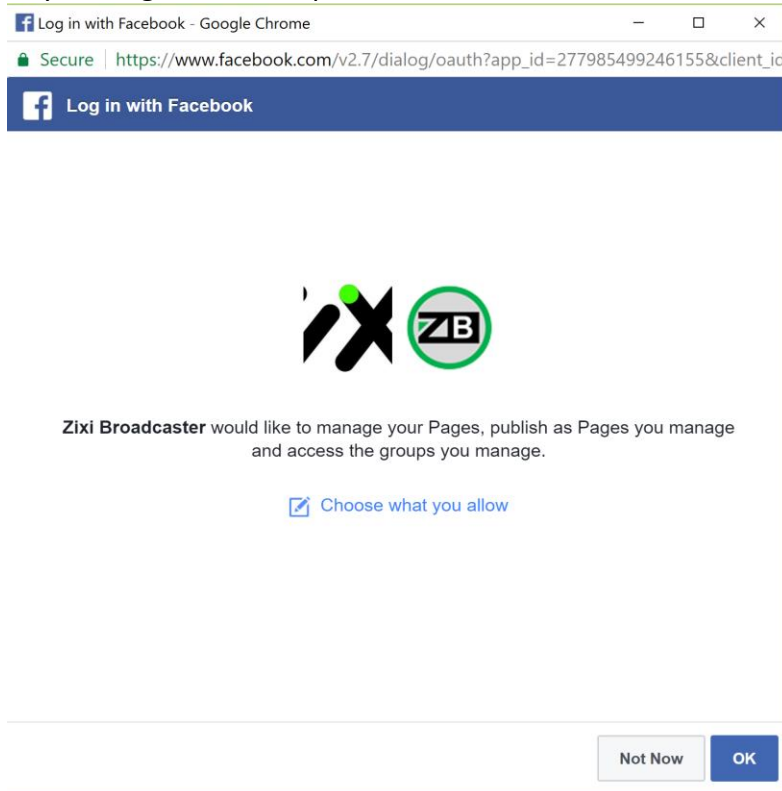 Log in with Facebook - Google Chrome
Secure | https://www.facebook.com/v2.7/dialog/oauth?app_id=277985499246155&client_id
Log in with Facebook
ZB
Zixi Broadcaster would like to manage your Pages, publish as Pages you manage
and access the groups you manage.
Choose what you allow
Not Now
OK